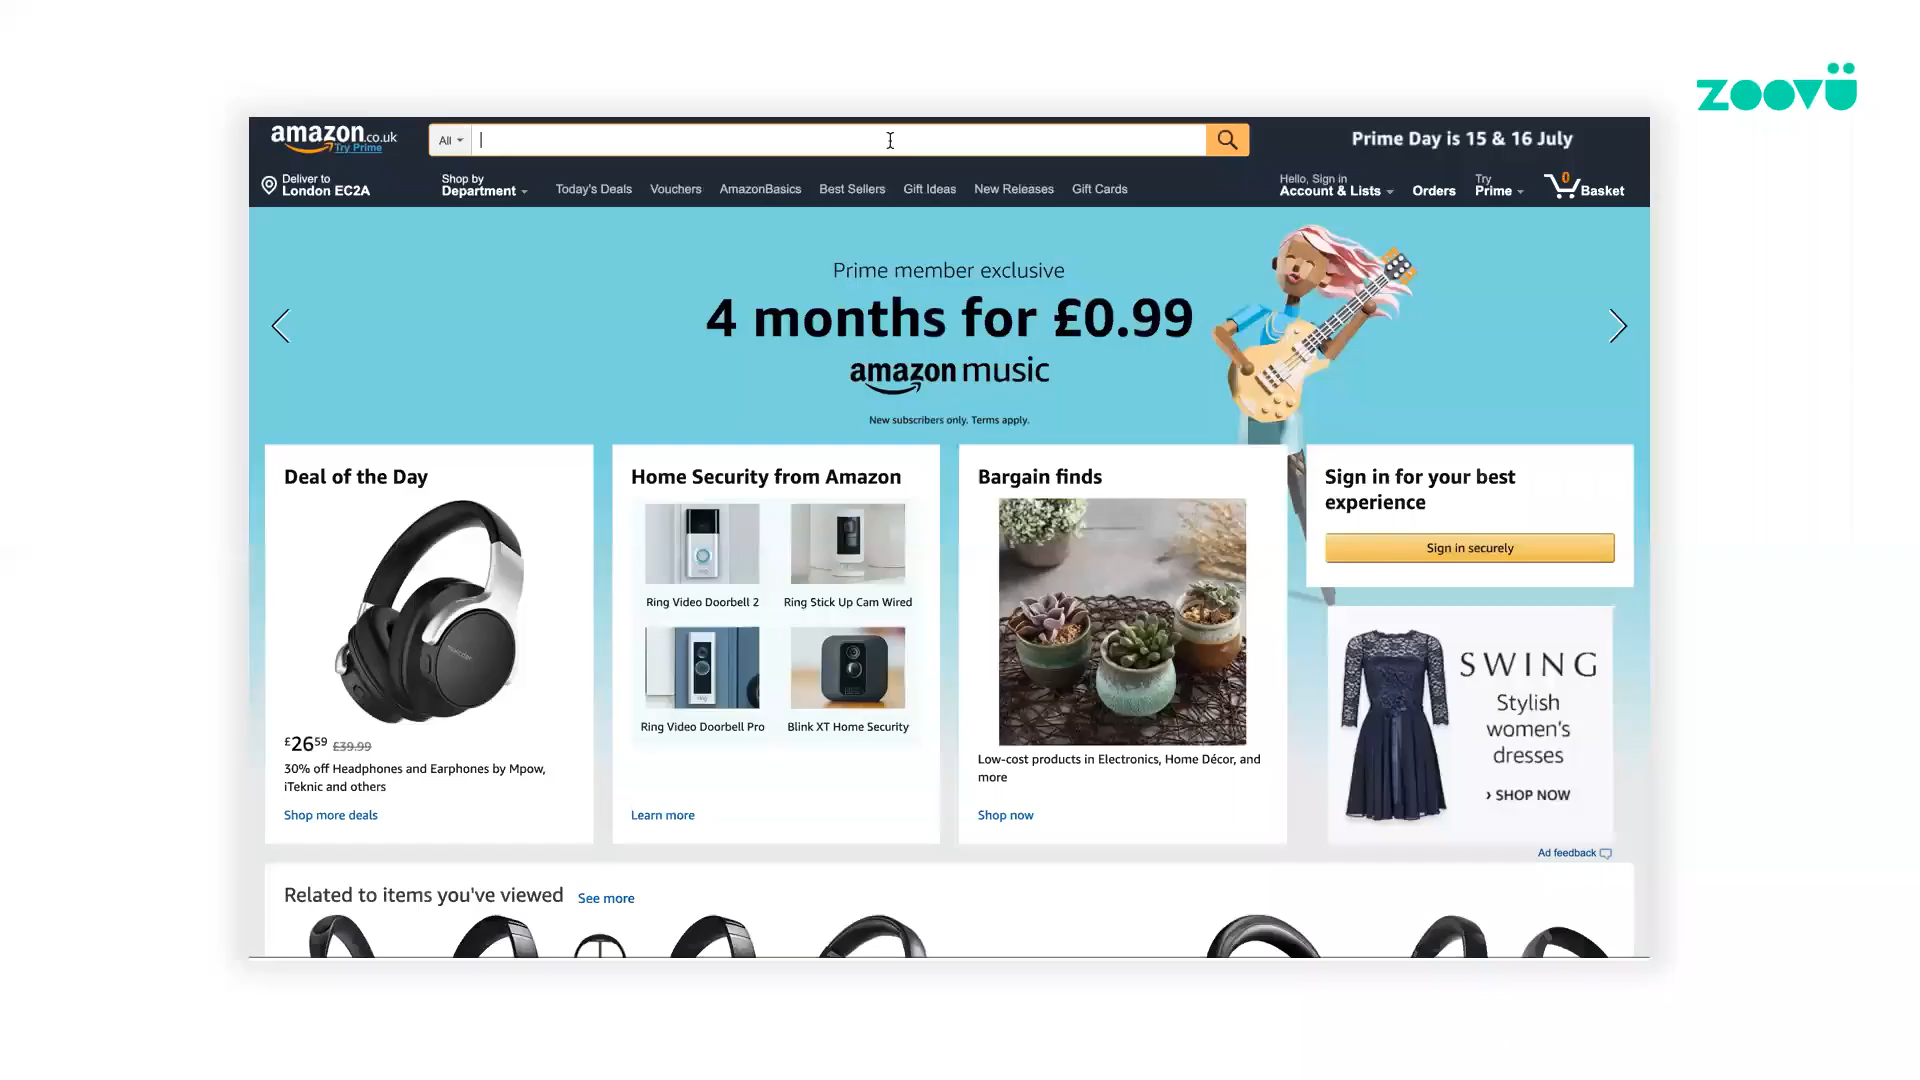 zoovü
amazon.co.uk
Try Prime
All
Prime Day is 15 & 16 July
Deliver to
London EC2A
Shop by
Department
Today's Deals
Vouchers
AmazonBasics
Best Sellers
Gift Ideas
New Releases
Gift Cards
Hello, Sign in
Account & Lists
Orders
Try
Prime
0
Basket
Prime member exclusive
4 months for £0.99
amazon music
New subscribers only. Terms apply.
Deal of the Day
£26.59 £39.99
30% off Headphones and Earphones by Mpow,
iTeknic and others
Shop more deals
Home Security from Amazon
Ring Video Doorbell 2
Ring Stick Up Cam Wired
Ring Video Doorbell Pro
Blink XT Home Security
Learn more
Bargain finds
Low-cost products in Electronics, Home Décor, and
more
Shop now
Sign in for your best
experience
Sign in securely
SWING
Stylish
women's
dresses
› SHOP NOW
Ad feedback
Related to items you've viewed
See more